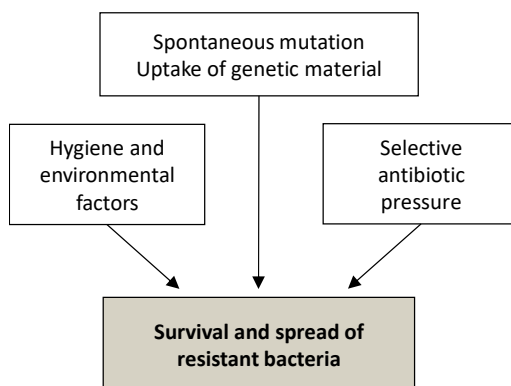 Spontaneous mutation
Uptake of genetic material
Hygiene and
environmental
factors
Selective
antibiotic
pressure
Survival and spread of
resistant bacteria